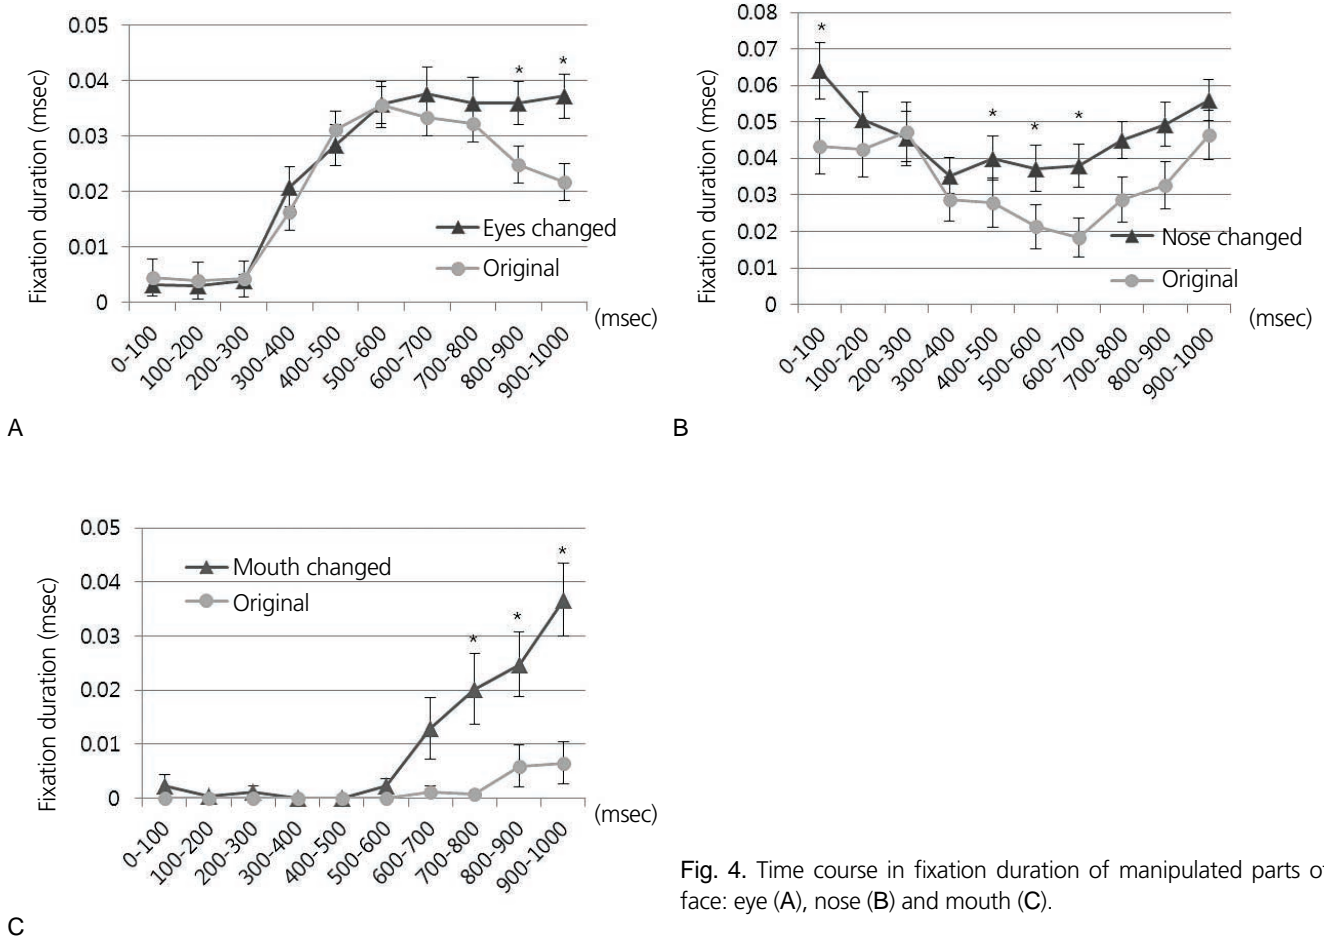 0.05
0.04
0.03
0.02
0.01
0
Fixation duration (msec)
* *
Eyes changed
Original
(msec)
0-100
100-200
200-300
300-400
400-500
500-600
600-700
700-800
800-900
900-1000
A
0.08
0.07
0.06
0.05
0.04
0.03
0.02
0.01
0
Fixation duration (msec)
* * * *
Nose changed
Original
(msec)
0-100
100-200
200-300
300-400
400-500
500-600
600-700
700-800
800-900
900-1000
B
0.05
0.04
0.03
0.02
0.01
0
Fixation duration (msec)
* * *
Mouth changed
Original
(msec)
0-100
100-200
200-300
300-400
400-500
500-600
600-700
700-800
800-900
900-1000
C
Fig. 4. Time course in fixation duration of manipulated parts o
face: eye (A), nose (B) and mouth (C).